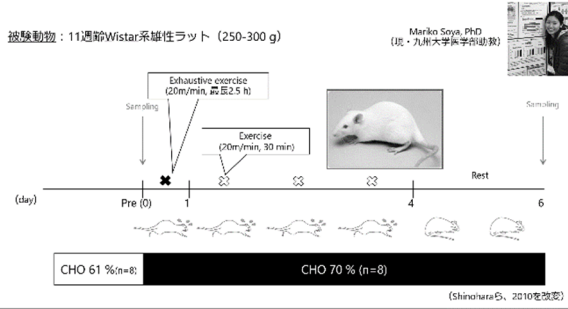 Mariko Soya, PhD
（現・九州大学医学部助教）
被験動物：11週齢Wistar系雄性ラット（250-300 g）
Exhaustive exercise
(20m/min, 最長2.5 h)
Sampling
Sampling
Exercise
(20m/min, 30 min)
Rest
(day)
Pre (0)
1
4
6
CHO 61 %(n=8)
CHO 70 % (n=8)
（Shinoharaら、2010を改変）